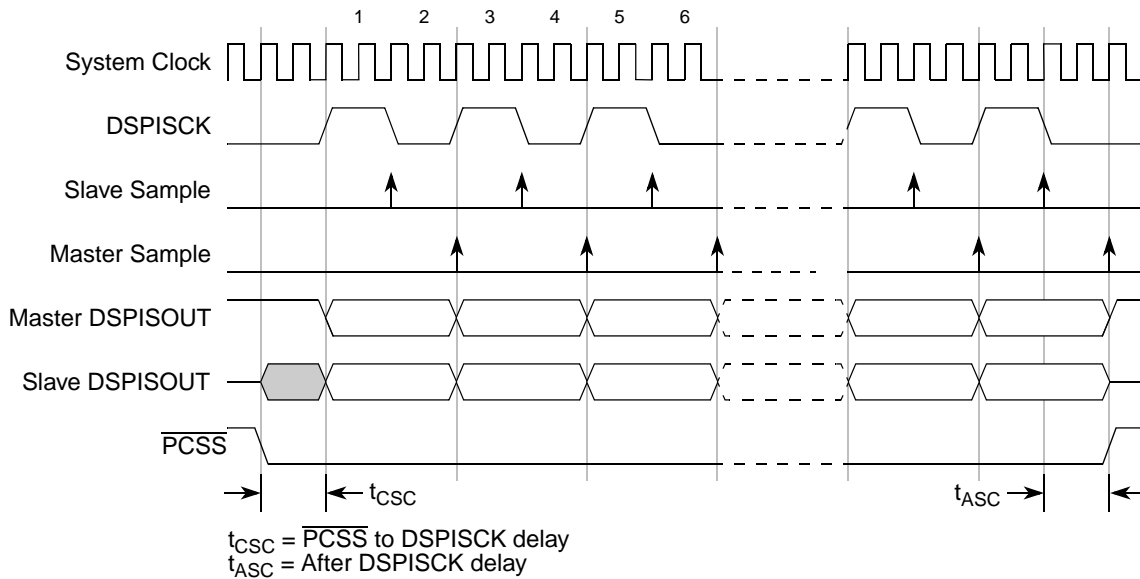 1 2 3 4 5 6
System Clock
DSPISCK
Slave Sample
Master Sample
Master DSPISOUT
Slave DSPISOUT
PCSS
tCSC
tASC
tCSC = PCSS to DSPISCK delay
tASC = After DSPISCK delay